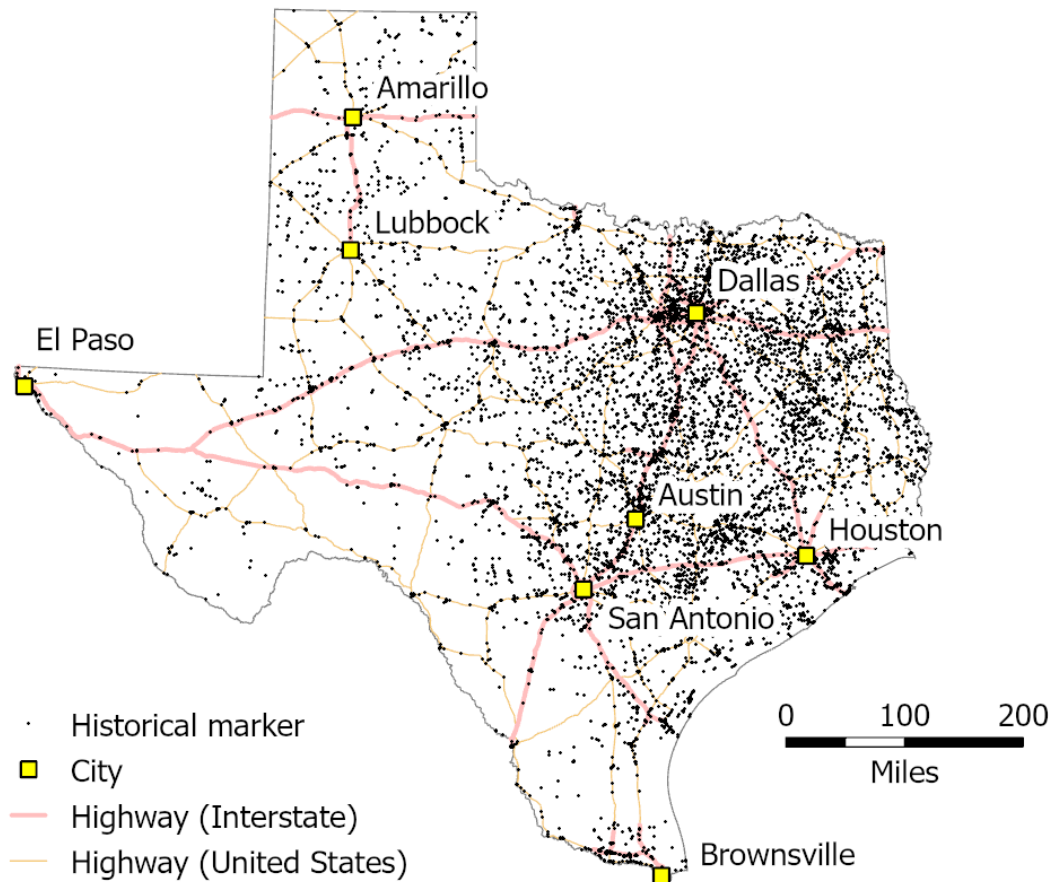 Amarillo
Lubbock
Dallas
El Paso
Austin
Houston
San Antonio
Historical marker
City
Highway (Interstate)
Highway (United States)
0 100 200
Miles
Brownsville